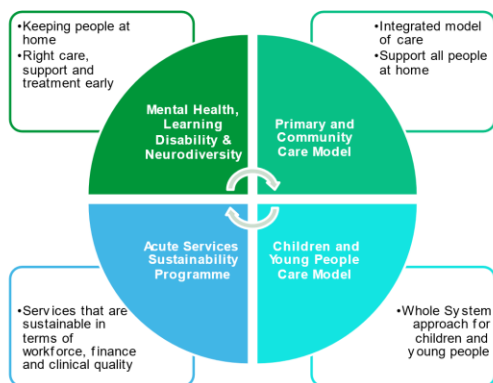 •Keeping people at
home
•Right care,
support and
treatment early
•Integrated model
of care
•Support all people
at home
Mental Health,
Learning
Disability &
Neurodiversity
Primary and
Community
Care Model
Acute Services
Sustainability
Programme
Children and
Young People
Care Model
•Services that are
sustainable in
terms of
workforce, finance
and clinical quality
•Whole System
approach for
children and
young people